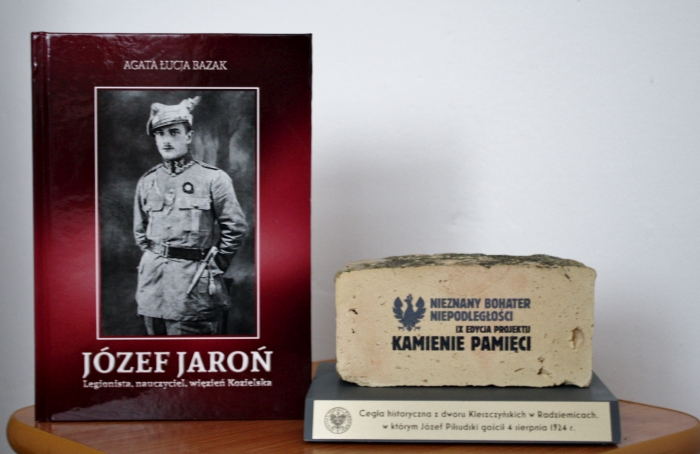 AGATA ŁUCJA BAZAK
JÓZEF JAROŃ
Legionista, nauczyciel, więzień Kozielska
NIEZNANY BOHATER
NIEPODLEGŁOŚCI
IX EDYCJA PROJEKTU
KAMIENIE PAMIĘCI
Cegła historyczna z dworu Kleszczyńskich w Radziemicach,
w którym Józef Piłsudski gościł 4 sierpnia 1924 r.